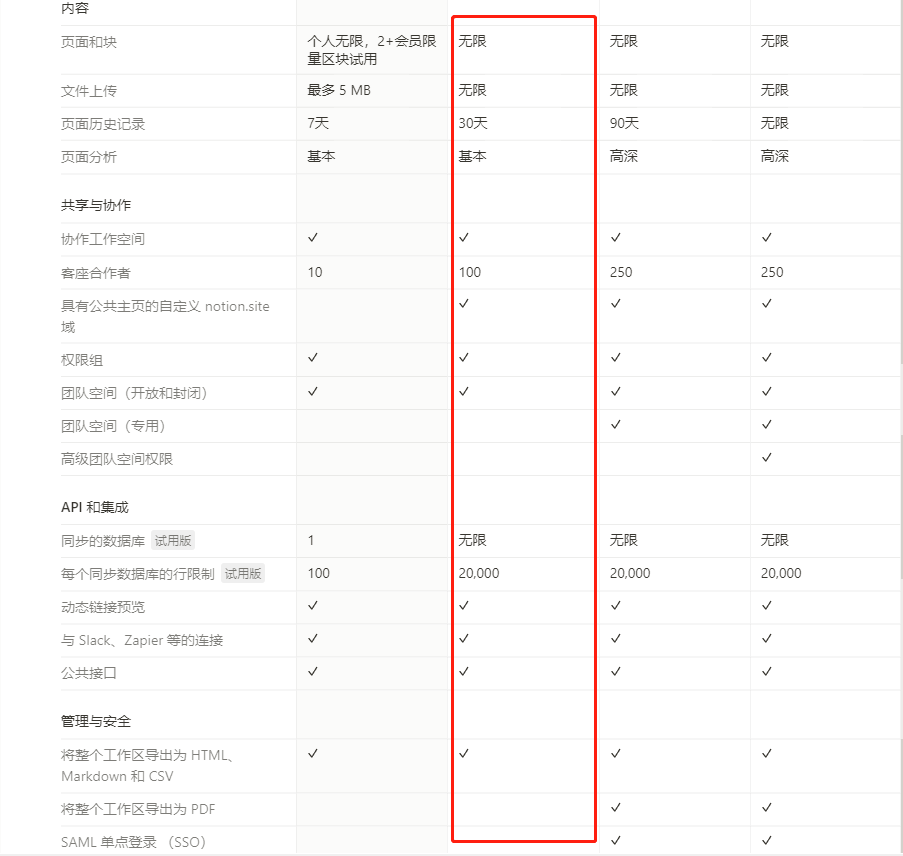 内容
页面和块 个人无限，2+会员限 无限 无限 无限
量区块试用
文件上传 最多 5 MB 无限 无限 无限
页面历史记录 7天 30天 90天 无限
页面分析 基本 基本 高深 高深
共享与协作
协作工作空间 ✓ ✓ ✓ ✓
客座合作者 10 100 250 250
具有公共主页的自定义 notion.site ✓ ✓ ✓
域
权限组 ✓ ✓ ✓ ✓
团队空间（开放和封闭） ✓ ✓ ✓ ✓
团队空间（专用） ✓ ✓
高级团队空间权限 ✓
API 和集成
同步的数据库 试用版 1 无限 无限 无限
每个同步数据库的行限制 试用版 100 20,000 20,000 20,000
动态链接预览 ✓ ✓ ✓ ✓
与 Slack、Zapier 等的连接 ✓ ✓ ✓ ✓
公共接口 ✓ ✓ ✓ ✓
管理与安全
将整个工作区导出为 HTML、 ✓ ✓ ✓ ✓
Markdown 和 CSV
将整个工作区导出为 PDF ✓ ✓
SAML 单点登录 （SSO） ✓ ✓